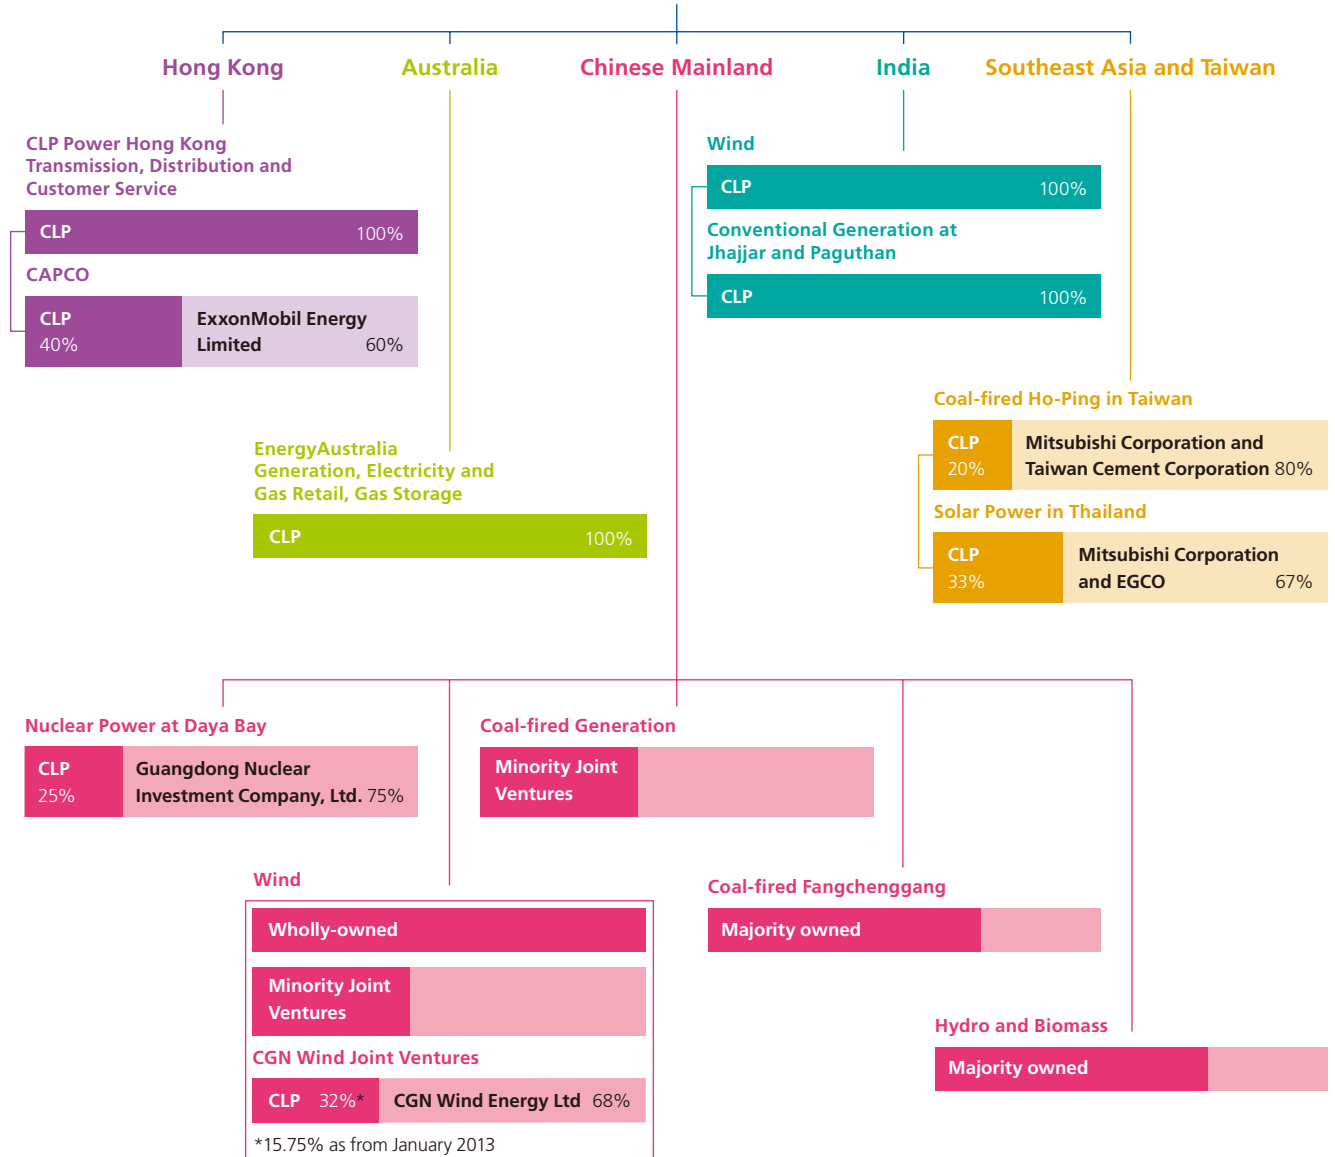 Hong Kong
Australia
Chinese Mainland
India
Southeast Asia and Taiwan
CLP Power Hong Kong
Transmission, Distribution and
Customer Service
CLP 100%
CAPCO
CLP
40%
ExxonMobil Energy
Limited 60%
EnergyAustralia
Generation, Electricity and
Gas Retail, Gas Storage
CLP 100%
Wind
CLP 100%
Conventional Generation at
Jhajjar and Paguthan
CLP 100%
Coal-fired Ho-Ping in Taiwan
CLP
20%
Mitsubishi Corporation and
Taiwan Cement Corporation 80%
Solar Power in Thailand
CLP
33%
Mitsubishi Corporation
and EGCO 67%
Nuclear Power at Daya Bay
CLP
25%
Guangdong Nuclear
Investment Company, Ltd. 75%
Wind
Wholly-owned
Minority Joint
Ventures
CGN Wind Joint Ventures
CLP 32%*
CGN Wind Energy Ltd 68%
*15.75% as from January 2013
Coal-fired Generation
Minority Joint
Ventures
Coal-fired Fangchenggang
Majority owned
Hydro and Biomass
Majority owned